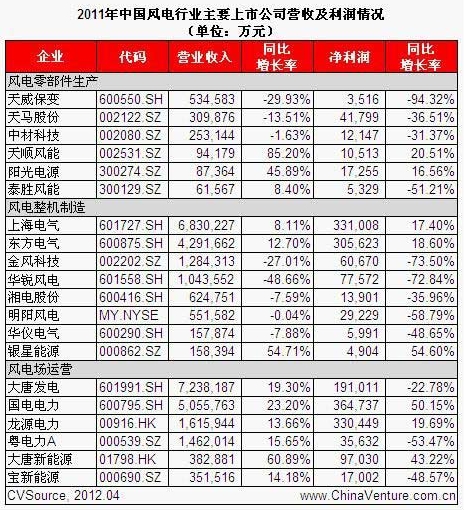 2011年中国风电行业主要上市公司营收及利润情况
（单位：万元）
企业 代码 营业收入 同比增长率 净利润 同比增长率
风电零部件生产
天威保变 600550.SH 534,583 -29.93% 3,516 -94.32%
天马股份 002122.SZ 309,876 -13.51% 41,799 -36.51%
中材科技 002080.SZ 253,144 -1.63% 12,147 -31.37%
天顺风能 002531.SZ 94,179 85.20% 10,513 20.51%
阳光电源 300274.SZ 87,364 45.89% 17,255 16.56%
泰胜风能 300129.SZ 61,567 8.40% 5,329 -51.21%
风电整机制造
上海电气 601727.SH 6,830,227 8.11% 331,008 17.40%
东方电气 600875.SH 4,291,662 12.70% 305,623 18.60%
金风科技 002202.SZ 1,284,313 -27.01% 60,670 -73.50%
华锐风电 601558.SH 1,043,552 -48.66% 77,572 -72.84%
湘电股份 600416.SH 624,751 -7.59% 13,901 -35.96%
明阳风电 MY.NYSE 551,582 -0.04% 29,229 -58.79%
华仪电气 600290.SH 157,874 -7.88% 5,991 -48.65%
银星能源 000862.SZ 158,394 54.71% 4,904 54.60%
风电场运营
大唐发电 601991.SH 7,238,187 19.30% 191,011 -22.78%
国电电力 600795.SH 5,055,763 23.20% 364,737 50.15%
龙源电力 00916.HK 1,615,944 13.66% 330,449 19.69%
粤电力A 000539.SZ 1,462,015 15.65% 35,632 -53.47%
大唐新能源 01798.HK 382,881 60.89% 97,030 43.22%
宝新能源 000690.SZ 351,516 14.18% 17,002 -48.57%
CVSource, 2012.04 www.ChinaVenture.com.cn